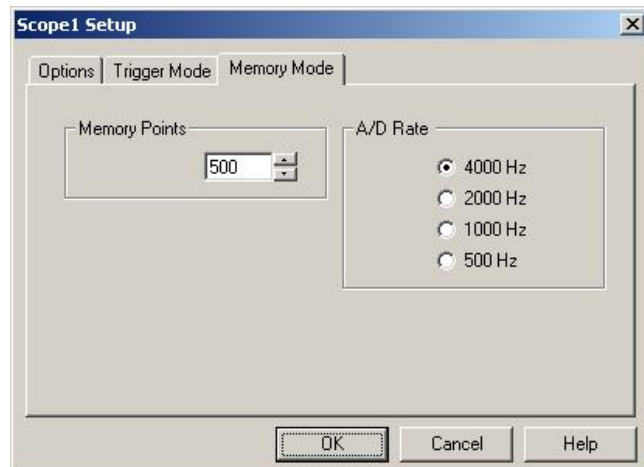 Scope1 Setup
Options
Trigger Mode
Memory Mode
Memory Points
500
A/D Rate
4000 Hz
2000 Hz
1000 Hz
500 Hz
OK
Cancel
Help